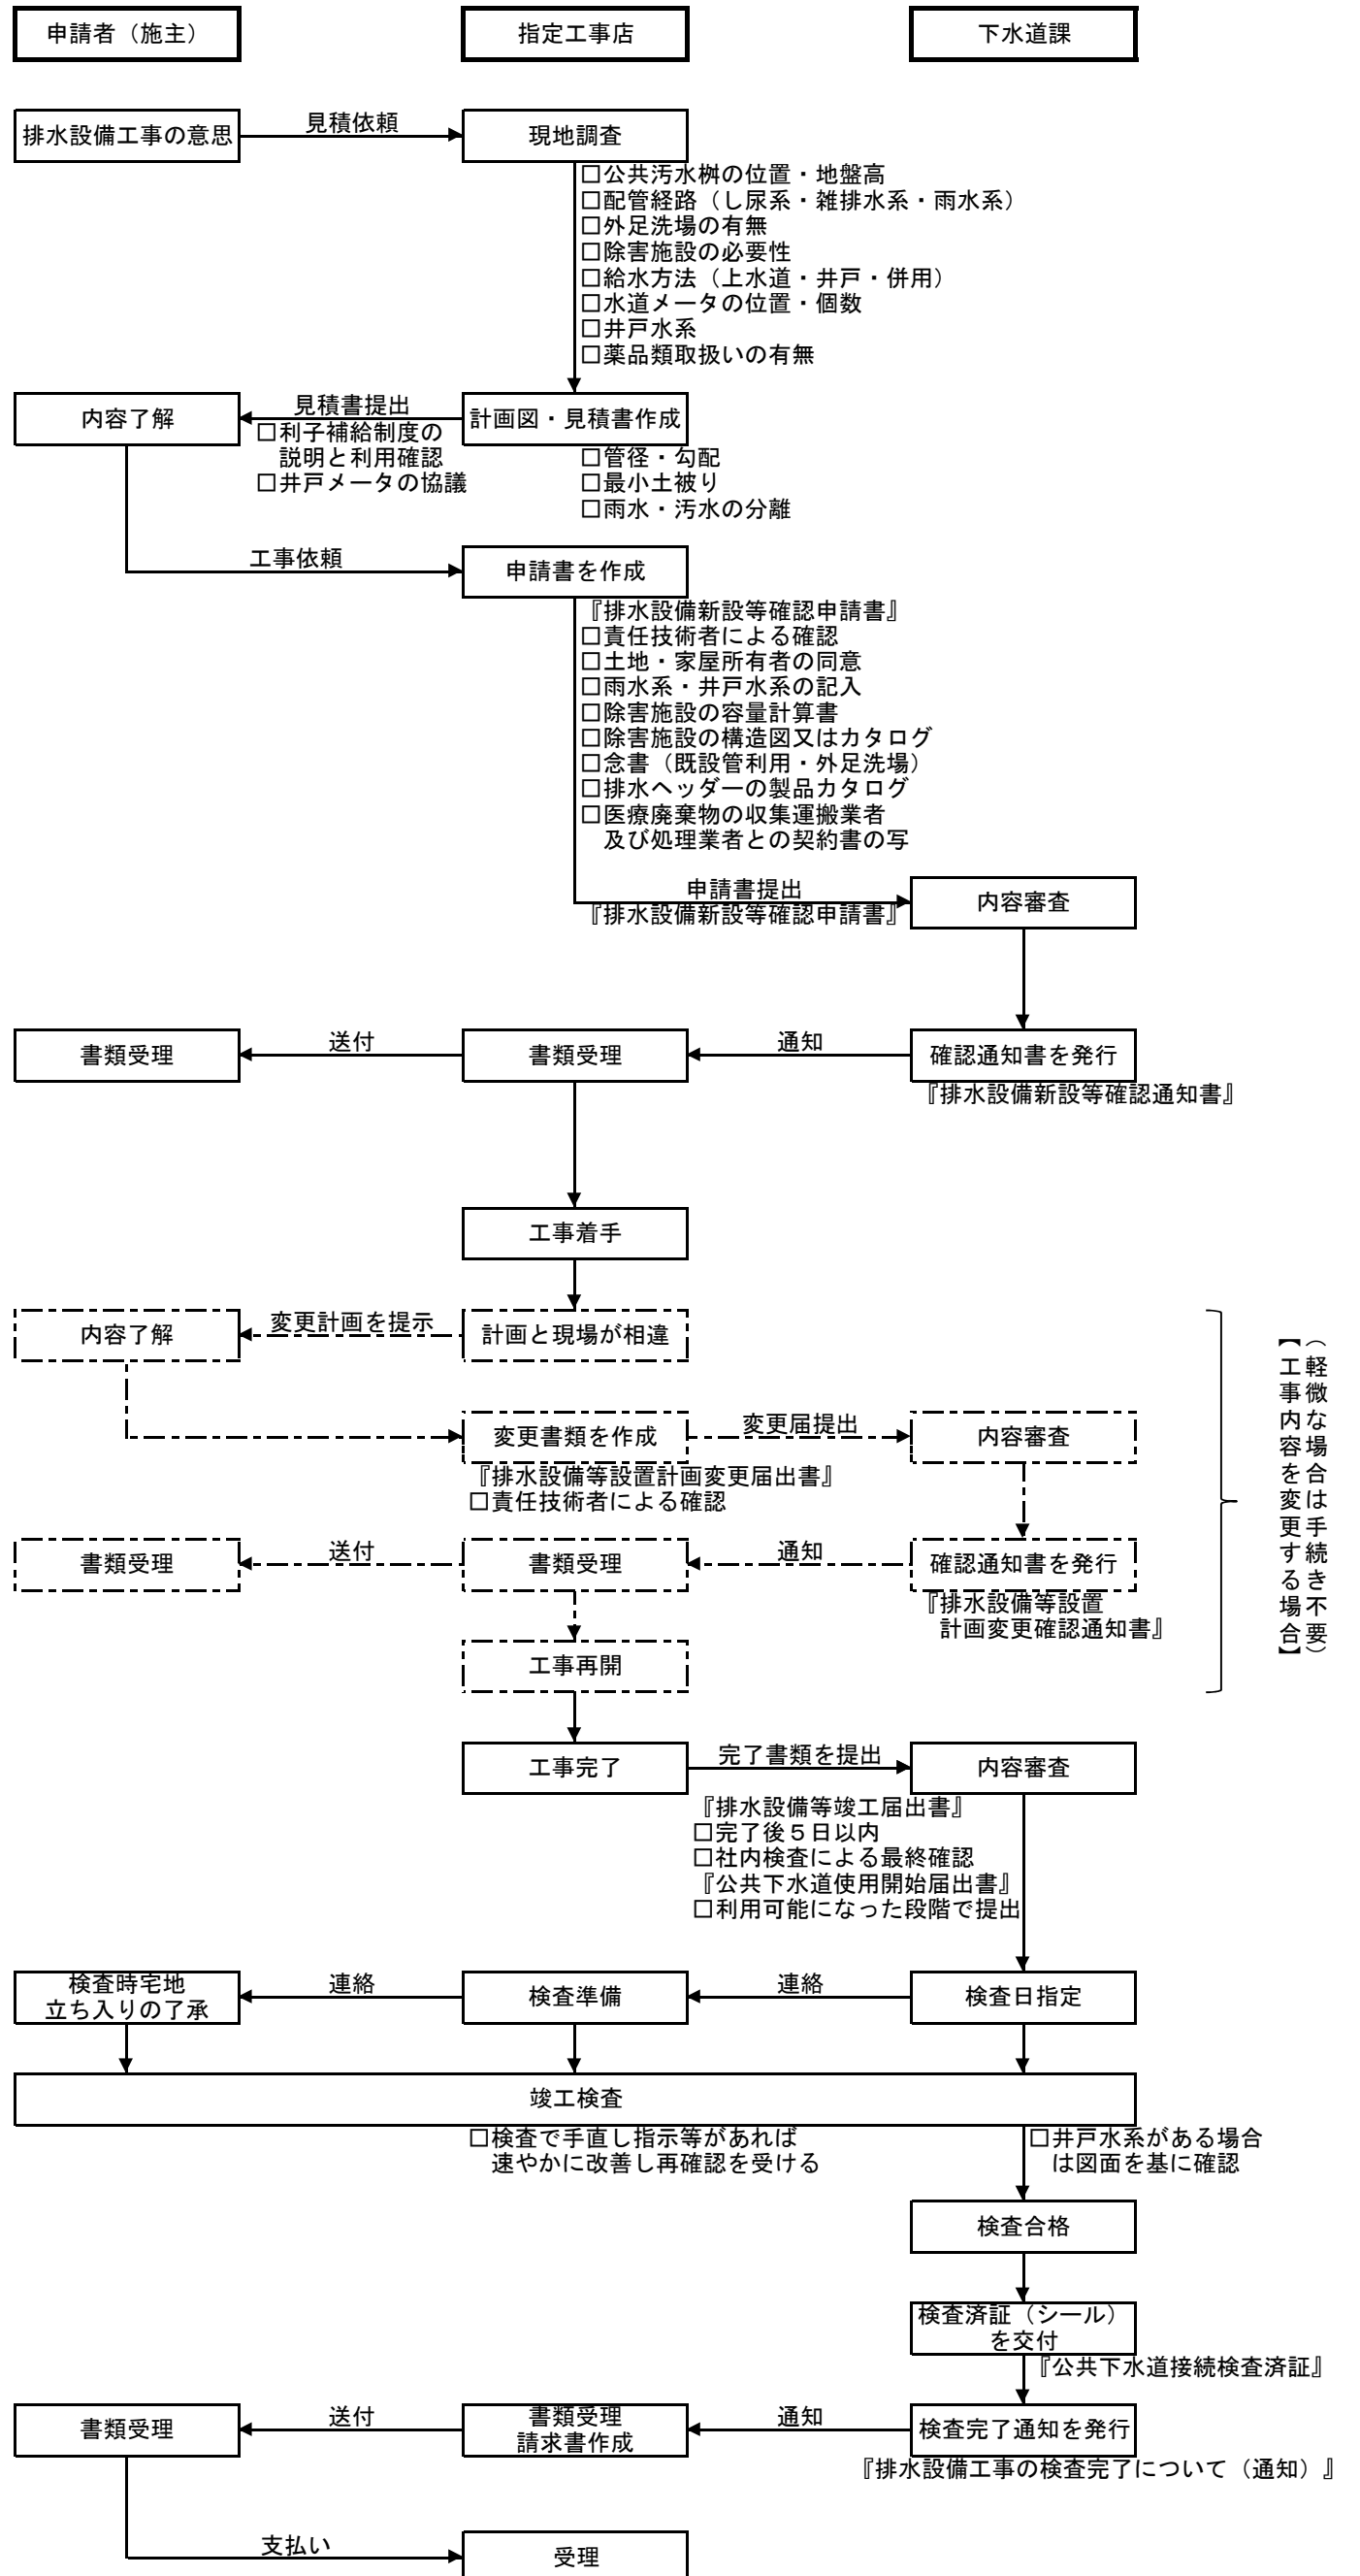 申請者（施主）
指定工事店
下水道課
排水設備工事の意思
見積依頼
現地調査
□公共汚水桝の位置・地盤高
□配管経路（し尿系・雑排水系・雨水系）
□外足洗場の有無
□除害施設の必要性
□給水方法（上水道・井戸・併用）
□水道メータの位置・個数
□井戸水系
□薬品類取扱いの有無
内容了解
見積書提出
計画図・見積書作成
□利子補給制度の
説明と利用確認
□井戸メータの協議
□管径・勾配
□最小土被り
□雨水・汚水の分離
工事依頼
申請書を作成
『排水設備新設等確認申請書』
□責任技術者による確認
□土地・家屋所有者の同意
□雨水系・井戸水系の記入
□除害施設の容量計算書
□除害施設の構造図又はカタログ
□念書（既設管利用・外足洗場）
□排水ヘッダーの製品カタログ
□医療廃棄物の収集運搬業者
及び処理業者との契約書の写
申請書提出
『排水設備新設等確認申請書』
内容審査
書類受理
送付
書類受理
通知
確認通知書を発行
『排水設備新設等確認通知書』
工事着手
内容了解
変更計画を提示
計画と現場が相違
変更書類を作成
変更届提出
内容審査
『排水設備等設置計画変更届出書』
□責任技術者による確認
書類受理
送付
書類受理
通知
確認通知書を発行
『排水設備等設置
計画変更確認通知書』
工事再開
（軽微な場合は手続き不要）
【工事内容を変更する場合】
工事完了
完了書類を提出
内容審査
『排水設備等竣工届出書』
□完了後５日以内
□社内検査による最終確認
『公共下水道使用開始届出書』
□利用可能になった段階で提出
検査時宅地
立ち入りの了承
連絡
検査準備
連絡
検査日指定
竣工検査
□検査で手直し指示等があれば
速やかに改善し再確認を受ける
□井戸水系がある場合
は図面を基に確認
検査合格
検査済証（シール）
を交付
『公共下水道接続検査済証』
書類受理
送付
書類受理
請求書作成
通知
検査完了通知を発行
『排水設備工事の検査完了について（通知）』
支払い
受理